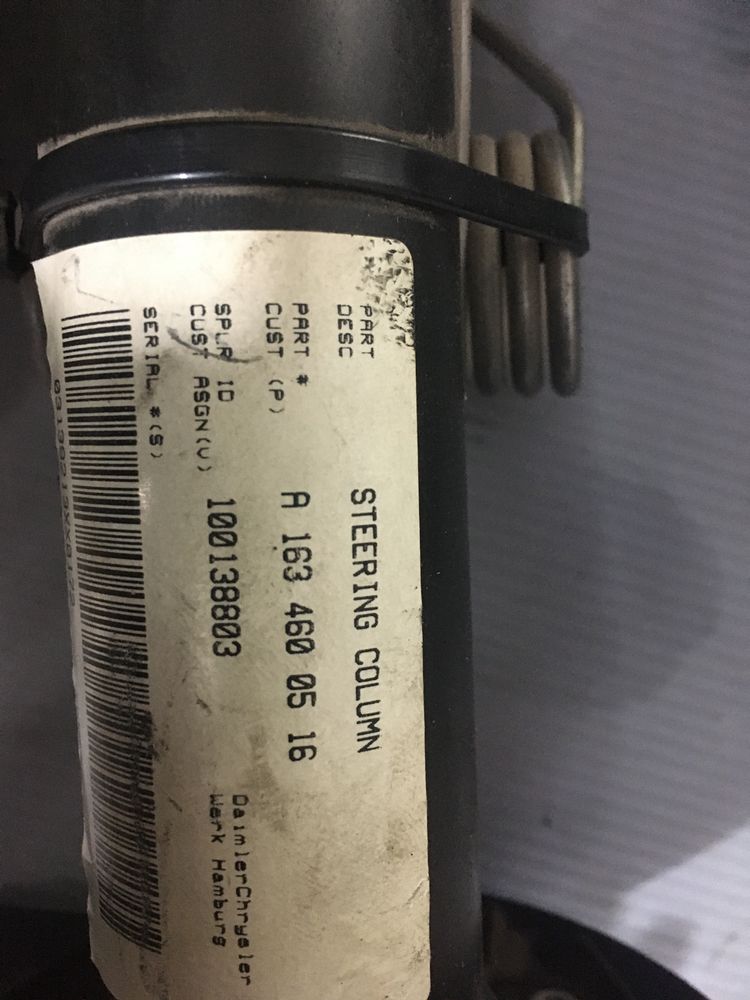 PART STEERING COLUMN
DESC
PART # A 163 460 05 16
CUST (P)
SPLR ID 100138803 DaimlerChrysler
CUST ASGN(V) Werk Hamburg
SERIAL #(S)